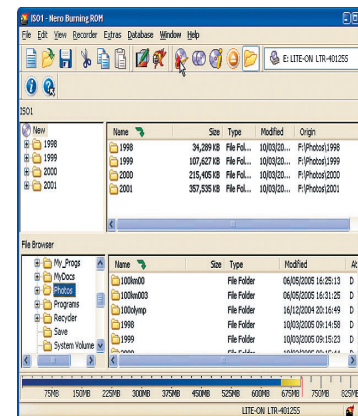 ISO1 - Nero Burning ROM
File Edit View Recorder Extras Database Window Help
E: LITE-ON LTR-40125S
ISO1
New
1998
1999
2000
2001
Name Size Type Modified Origin
1998 34,289 KB File Fol... 10/03/20... F:\Photos\1998
1999 107,627 KB File Fol... 10/03/20... F:\Photos\1999
2000 215,405 KB File Fol... 10/03/20... F:\Photos\2000
2001 357,535 KB File Fol... 10/03/20... F:\Photos\2001
File Browser
My_Progs
MyDocs
Photos
Programs
Recycler
Save
System Volume
Name Size Type Modified
100km00 File Folder 06/05/2005 16:25:13 D
100km003 File Folder 06/05/2005 16:31:25 D
100olymp File Folder 16/12/2004 20:16:49 D
1998 File Folder 10/03/2005 09:14:58 D
1999 File Folder 10/03/2005 09:15:23 D
75MB 150MB 225MB 300MB 375MB 450MB 525MB 600MB 675MB 750MB 825MB
LITE-ON LTR-40125S